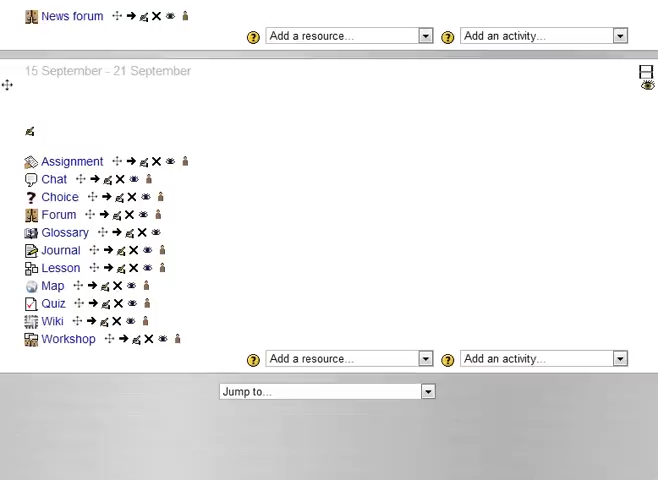 News forum
Add a resource... Add an activity...
15 September - 21 September
Assignment
Chat
Choice
Forum
Glossary
Journal
Lesson
Map
Quiz
Wiki
Workshop
Add a resource... Add an activity...
Jump to...